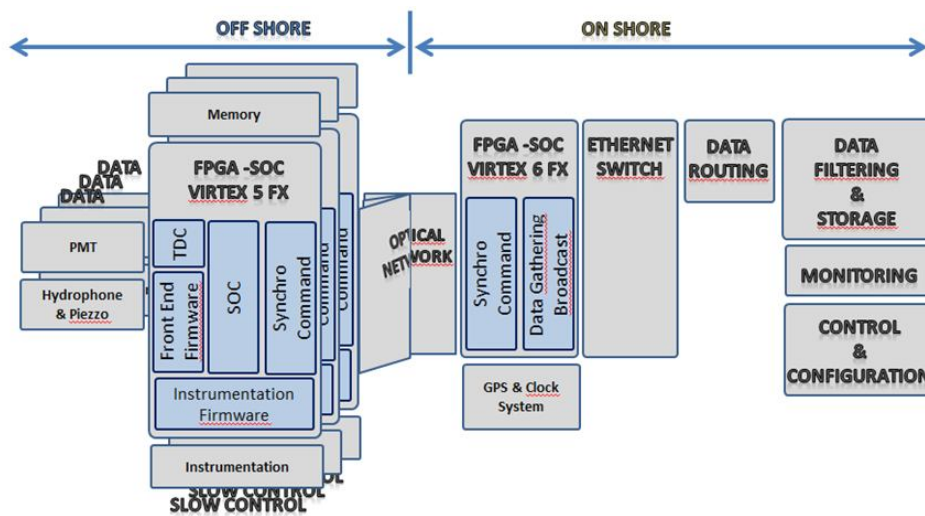 OFF SHORE
ON SHORE
Memory
DATA
DATA
DATA
FPGA -SOC
VIRTEX 5 FX
PMT
Hydrophone
& Piezzo
TDC
Front End
Firmware
SOC
Synchro
Command
Command
Command
Instrumentation
Firmware
Instrumentation
SLOW CONTROL
SLOW CONTROL
OPTICAL
NETWORK
FPGA -SOC
VIRTEX 6 FX
Synchro
Command
Data Gathering
Broadcast
GPS & Clock
System
ETHERNET
SWITCH
DATA
ROUTING
DATA
FILTERING
&
STORAGE
MONITORING
CONTROL
&
CONFIGURATION